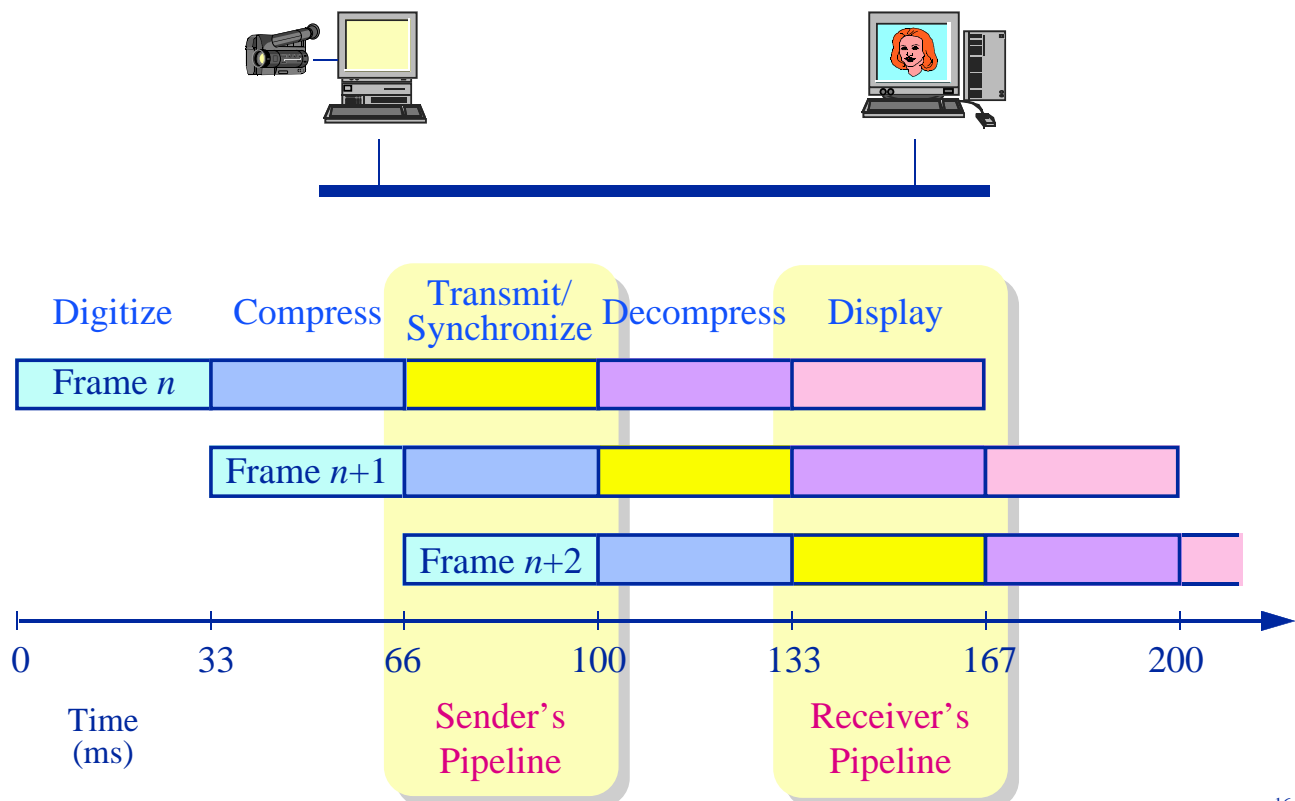 Digitize
Compress
Transmit/
Synchronize
Decompress
Display
Frame n
Frame n+1
Frame n+2
0
33
66
100
133
167
200
Time
(ms)
Sender's
Pipeline
Receiver's
Pipeline